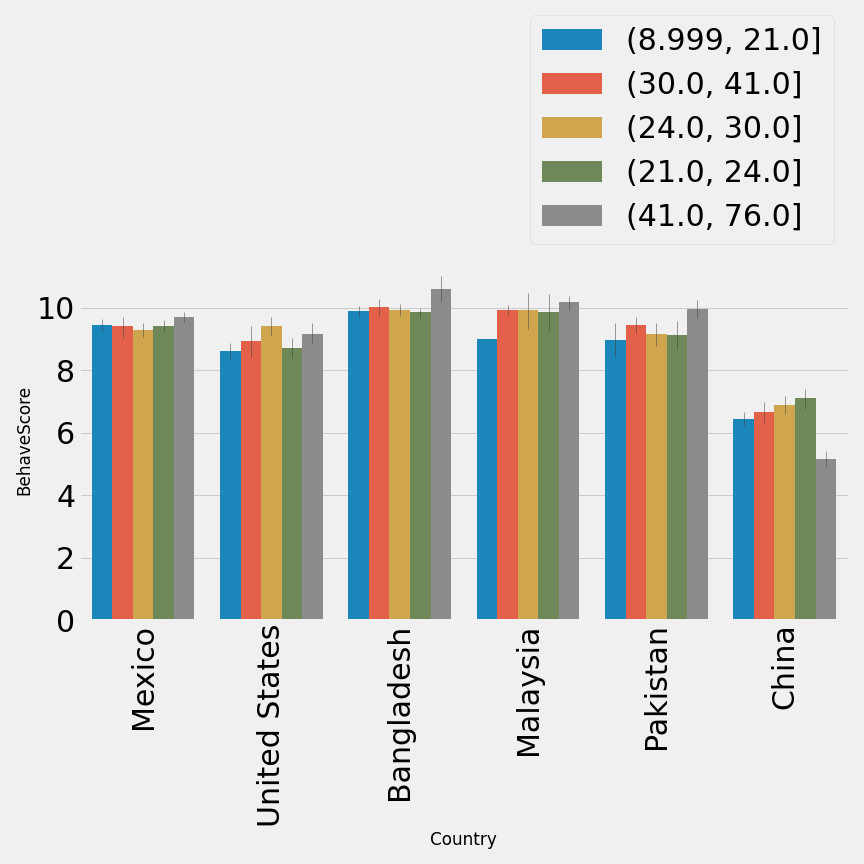 (8.999, 21.0]
(30.0, 41.0]
(24.0, 30.0]
(21.0, 24.0]
(41.0, 76.0]
10
8
6
4
2
0
BehaveScore
Mexico
United States
Bangladesh
Malaysia
Pakistan
China
Country